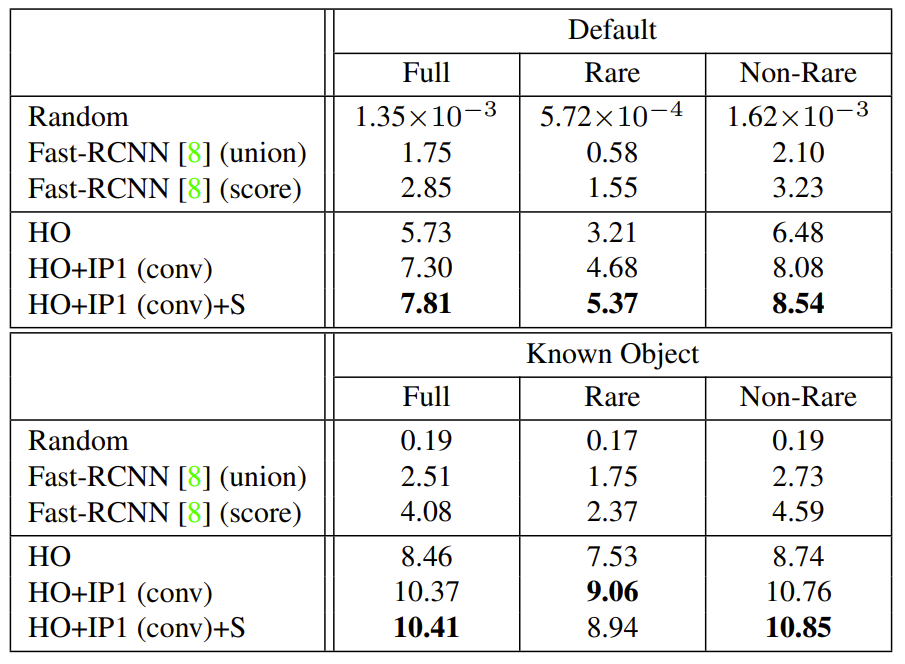 Default
Full Rare Non-Rare
Random 1.35×10−3 5.72×10−4 1.62×10−3
Fast-RCNN [8] (union) 1.75 0.58 2.10
Fast-RCNN [8] (score) 2.85 1.55 3.23
HO 5.73 3.21 6.48
HO+IP1 (conv) 7.30 4.68 8.08
HO+IP1 (conv)+S 7.81 5.37 8.54
Known Object
Full Rare Non-Rare
Random 0.19 0.17 0.19
Fast-RCNN [8] (union) 2.51 1.75 2.73
Fast-RCNN [8] (score) 4.08 2.37 4.59
HO 8.46 7.53 8.74
HO+IP1 (conv) 10.37 9.06 10.76
HO+IP1 (conv)+S 10.41 8.94 10.85